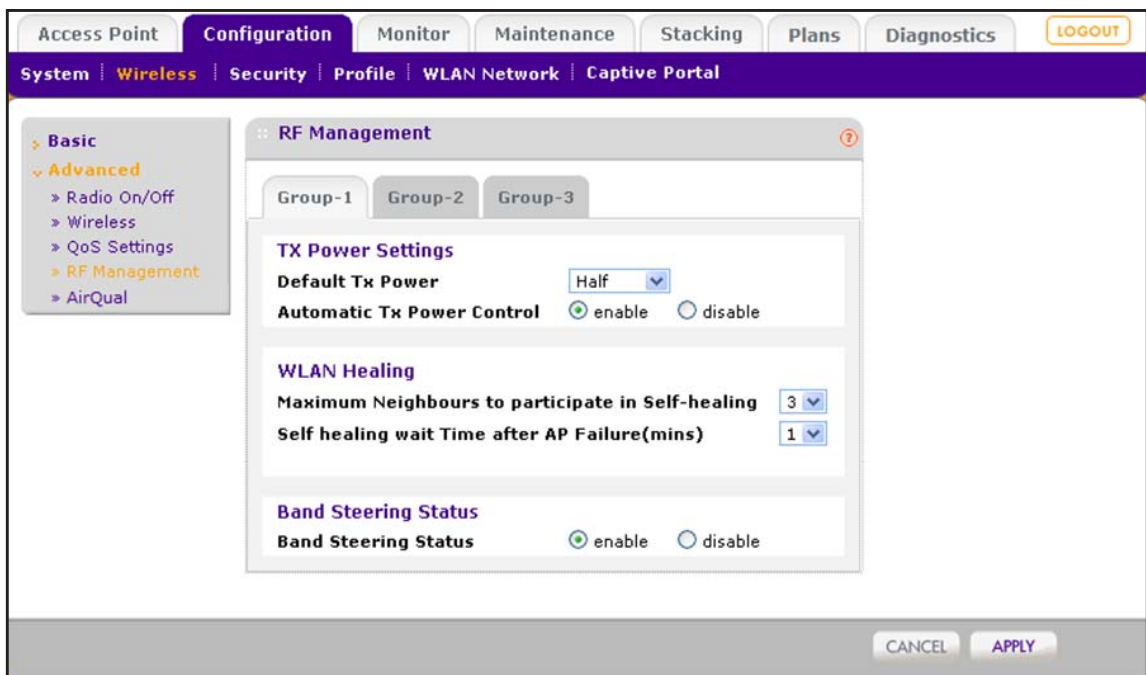 Access Point Configuration Monitor Maintenance Stacking Plans Diagnostics LOGOUT
System Wireless Security Profile WLAN Network Captive Portal
Basic
Advanced
» Radio On/Off
» Wireless
» QoS Settings
» RF Management
» AirQual
RF Management ?
Group-1 Group-2 Group-3
TX Power Settings
Default Tx Power Half
Automatic Tx Power Control enable disable
WLAN Healing
Maximum Neighbours to participate in Self-healing 3
Self healing wait Time after AP Failure(mins) 1
Band Steering Status
Band Steering Status enable disable
CANCEL APPLY